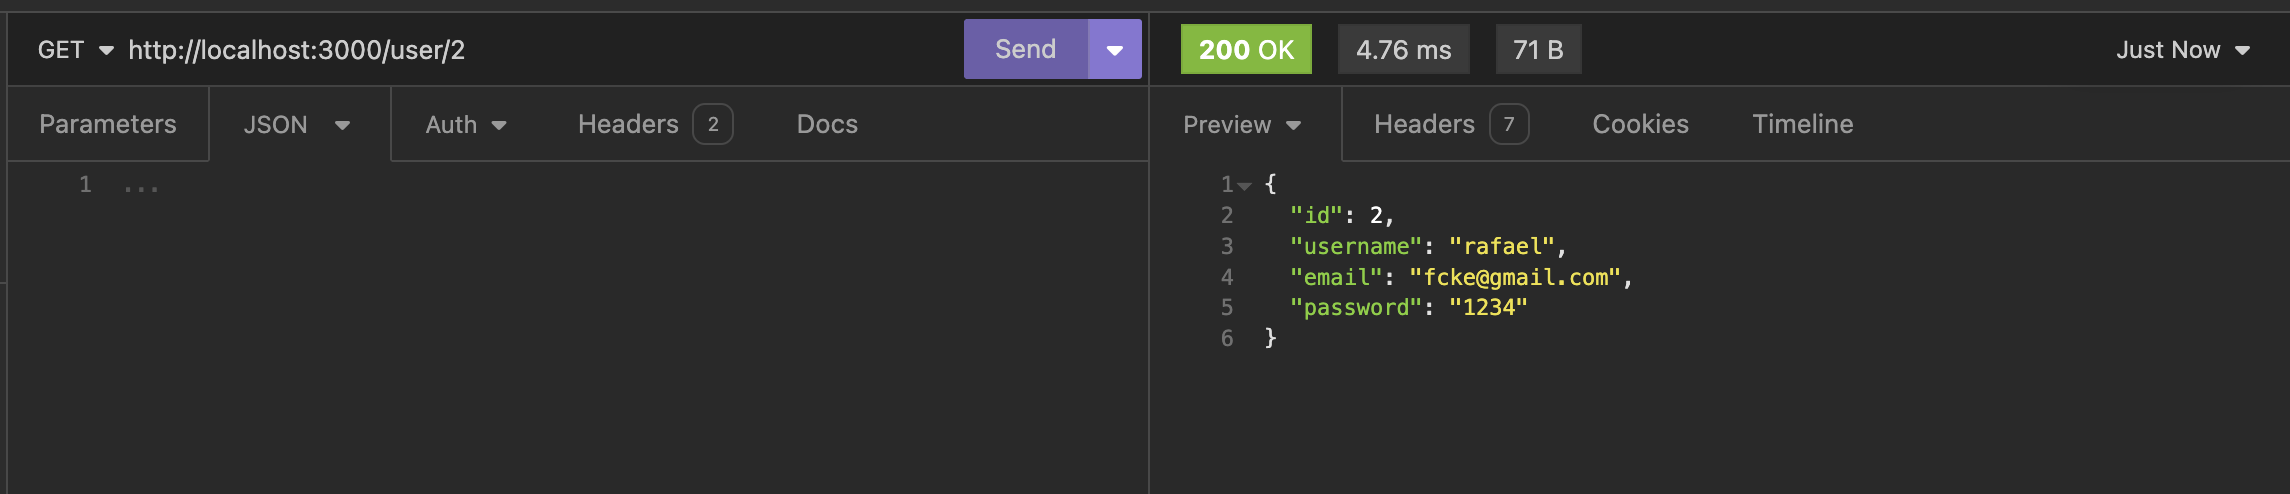 GET http://localhost:3000/user/2 Send 200 OK 4.76 ms 71 B Just Now
Parameters JSON Auth Headers 2 Docs Preview Headers 7 Cookies Timeline
1 ...
1 {
2 "id": 2,
3 "username": "rafael",
4 "email": "fcke@gmail.com",
5 "password": "1234"
6 }